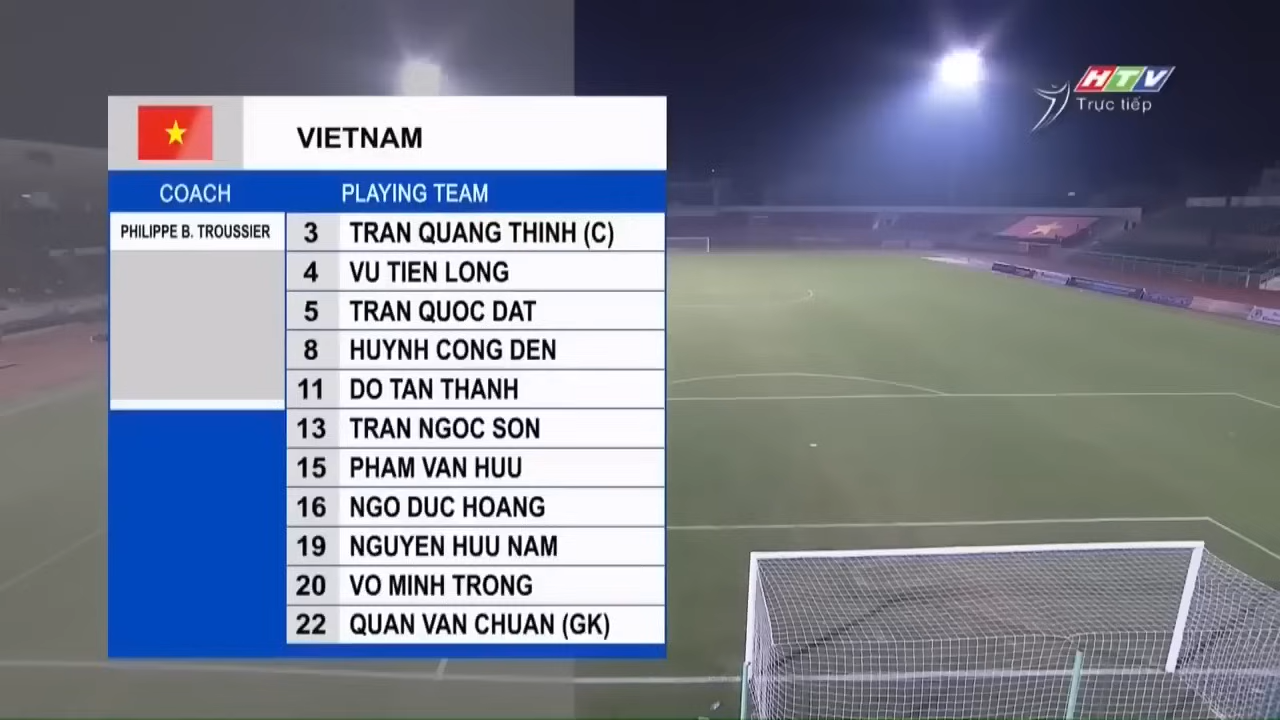 HTV
Trực tiếp
VIETNAM
COACH
PLAYING TEAM
PHILIPPE B. TROUSSIER
3 TRAN QUANG THINH (C)
4 VU TIEN LONG
5 TRAN QUOC DAT
8 HUYNH CONG DEN
11 DO TAN THANH
13 TRAN NGOC SON
15 PHAM VAN HUU
16 NGO DUC HOANG
19 NGUYEN HUU NAM
20 VO MINH TRONG
22 QUAN VAN CHUAN (GK)